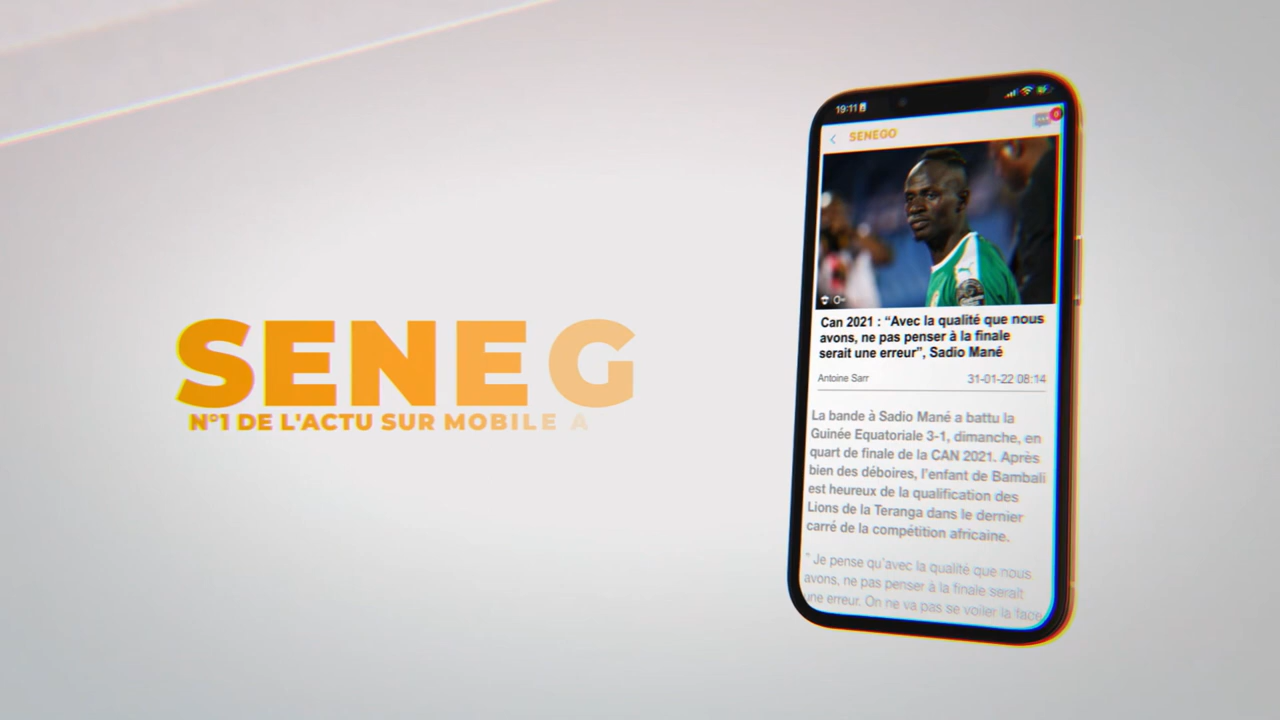 SENEG
N°1 DE L'ACTU SUR MOBILE A
19:11
SENEGO
Can 2021 : “Avec la qualité que nous
avons, ne pas penser à la finale
serait une erreur”, Sadio Mané
Antoine Sarr 31-01-22 08:14
La bande à Sadio Mané a battu la
Guinée Equatoriale 3-1, dimanche, en
quart de finale de la CAN 2021. Après
bien des déboires, l'enfant de Bambali
est heureux de la qualification des
Lions de la Teranga dans le dernier
carré de la compétition africaine.
" Je pense qu'avec la qualité que nous
avons, ne pas penser à la finale serait
une erreur. On ne va pas se voiler la face